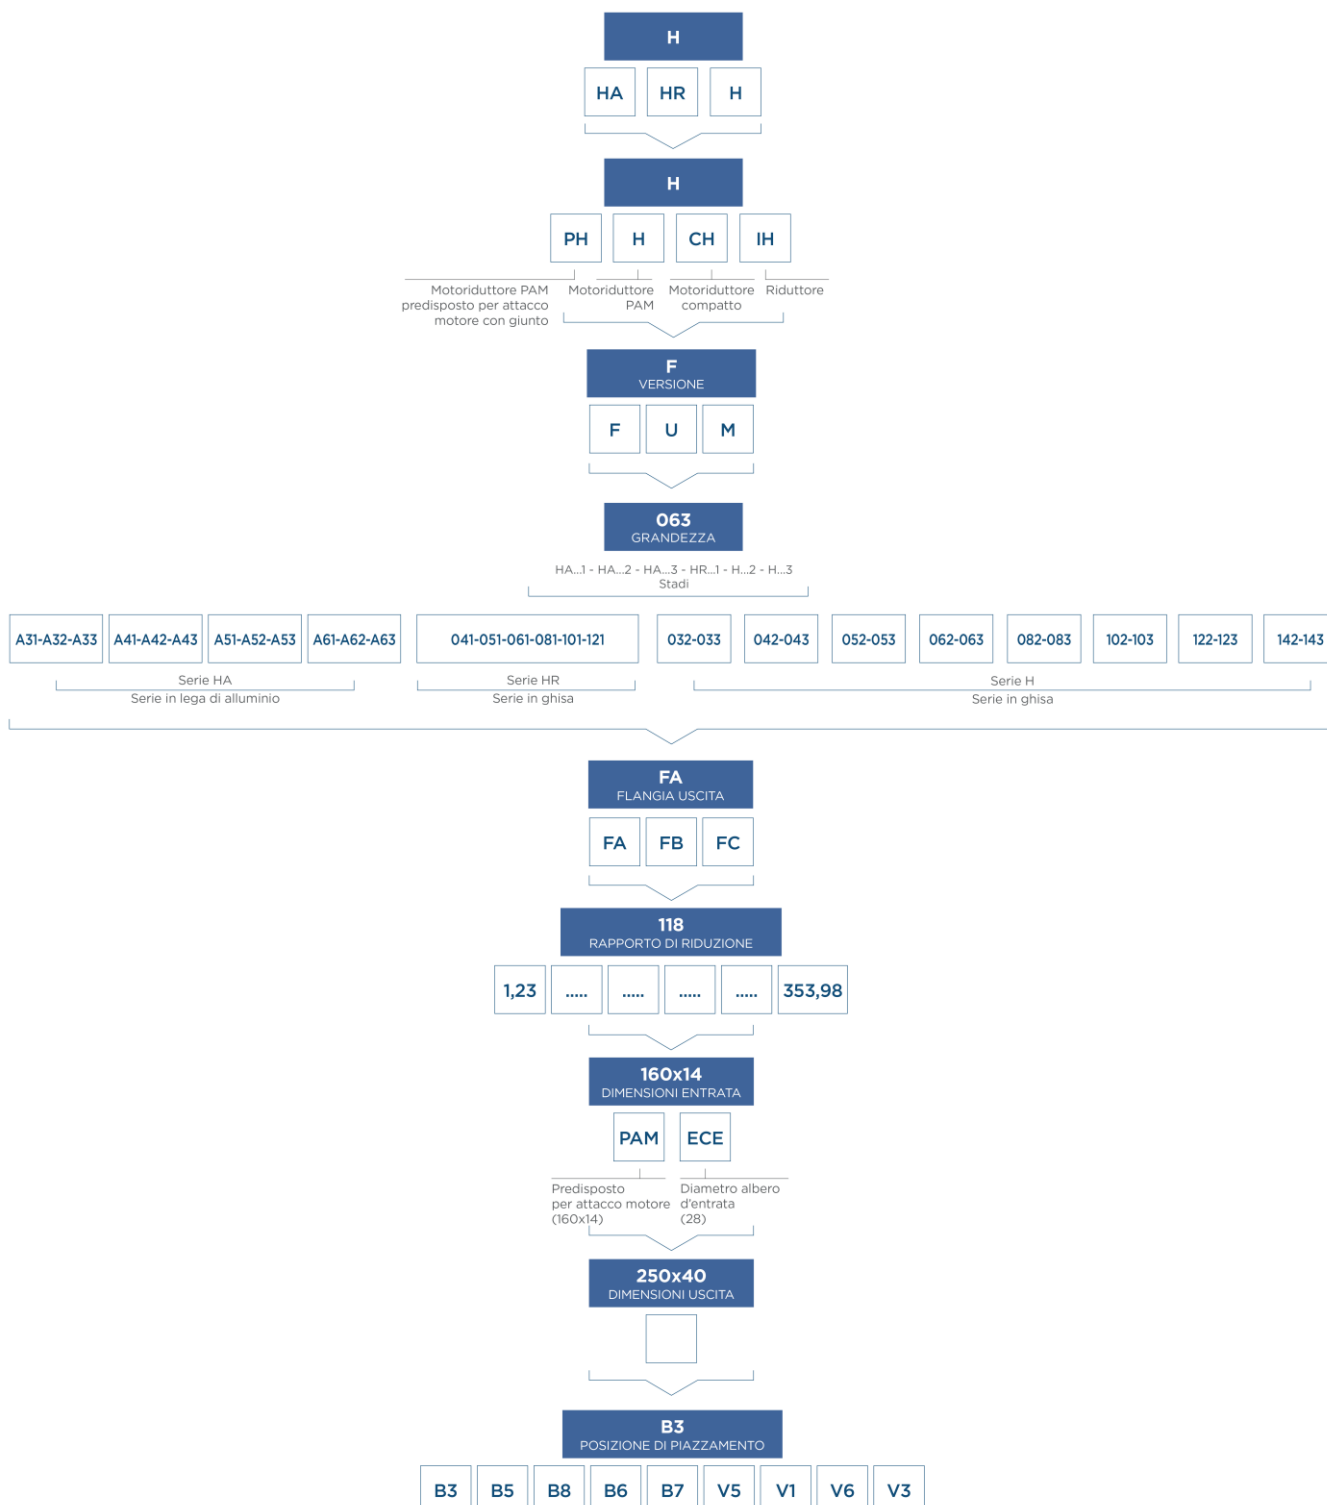 H
HA HR H
H
PH H CH IH
Motoriduttore PAM
predisposto per attacco
motore con giunto
Motoriduttore
PAM
Motoriduttore
compatto
Riduttore
F
VERSIONE
F U M
063
GRANDEZZA
HA...1 - HA...2 - HA...3 - HR...1 - H...2 - H...3
Stadi
A31-A32-A33 A41-A42-A43 A51-A52-A53 A61-A62-A63 041-051-061-081-101-121 032-033 042-043 052-053 062-063 082-083 102-103 122-123 142-143
Serie HA
Serie in lega di alluminio
Serie HR
Serie in ghisa
Serie H
Serie in ghisa
FA
FLANGIA USCITA
FA FB FC
118
RAPPORTO DI RIDUZIONE
1,23 ..... ..... ..... ..... 353,98
160x14
DIMENSIONI ENTRATA
PAM ECE
Predisposto
per attacco motore
(160x14)
Diametro albero
d'entrata
(28)
250x40
DIMENSIONI USCITA
B3
POSIZIONE DI PIAZZAMENTO
B3 B5 B8 B6 B7 V5 V1 V6 V3